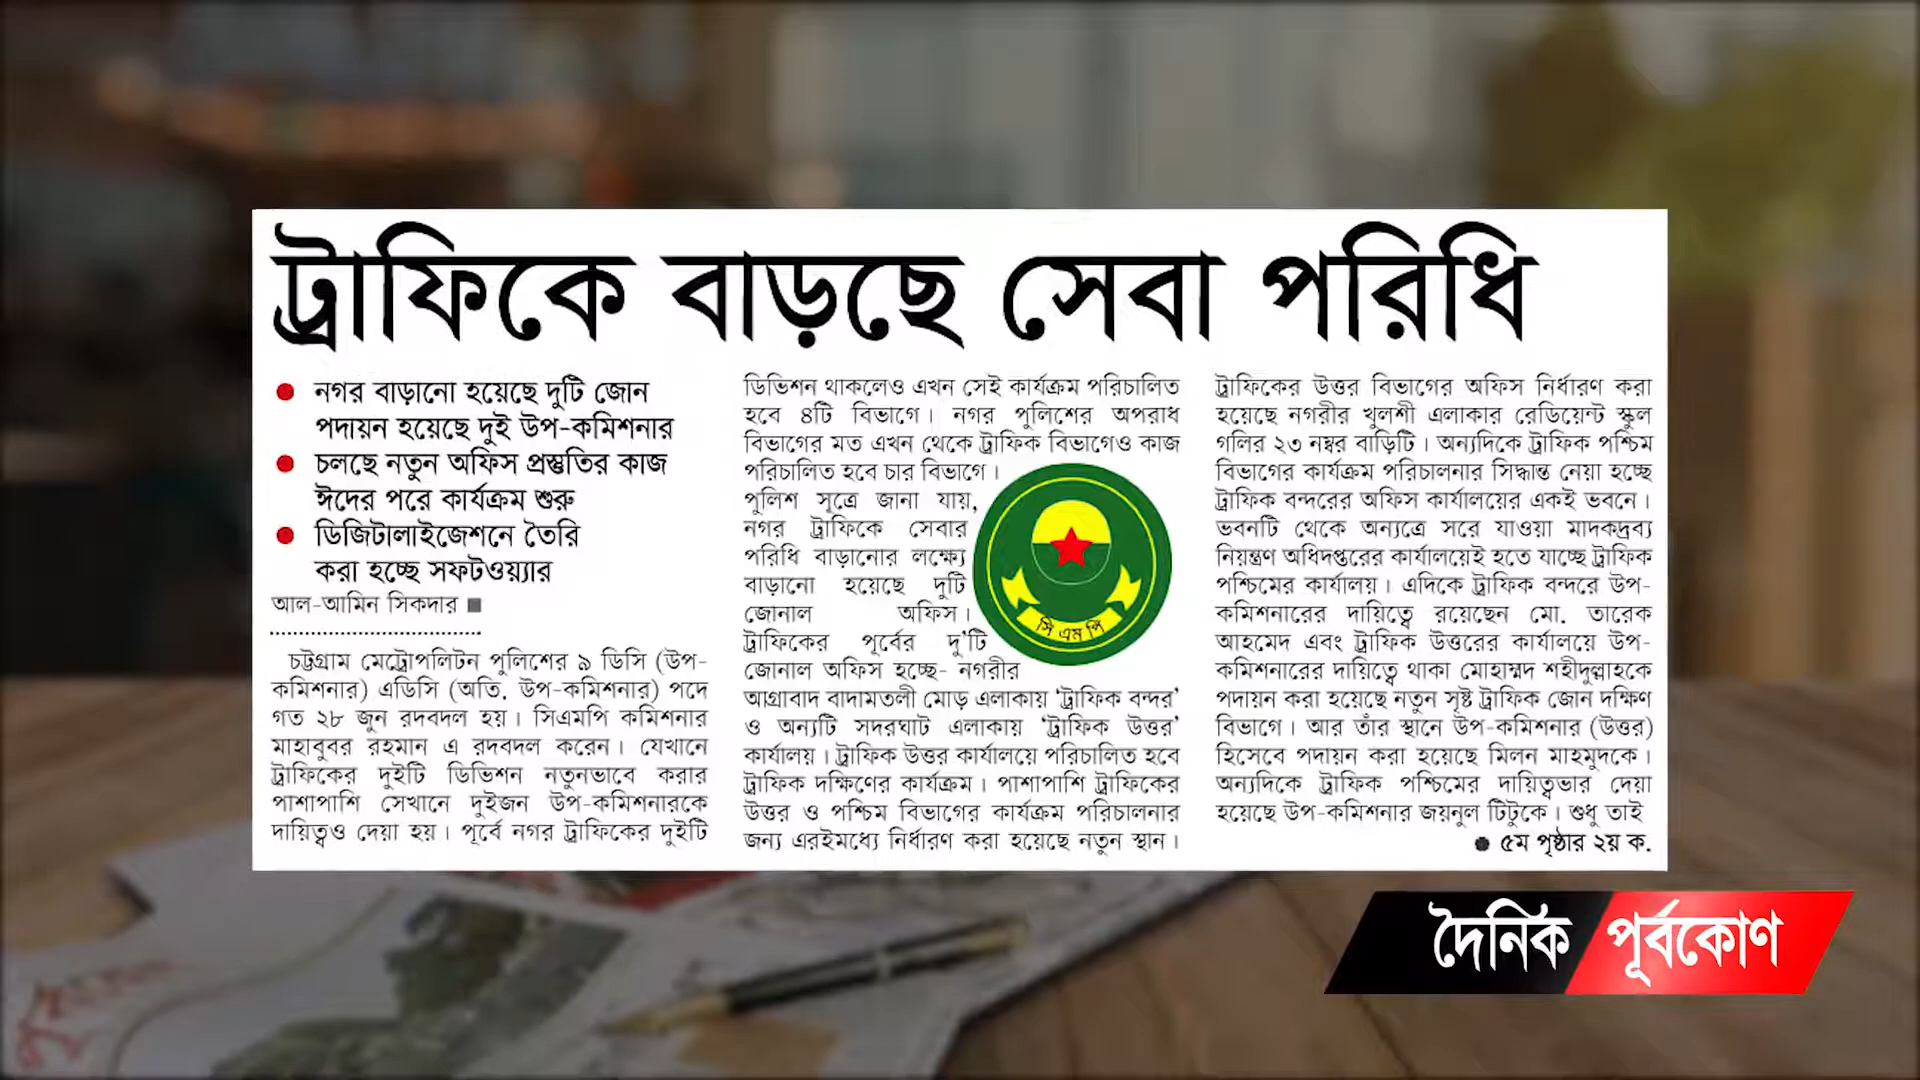 ট্রাফিকে বাড়ছে সেবা পরিধি
● নগর বাড়ানো হয়েছে দুটি জোন
পদায়ন হয়েছে দুই উপ-কমিশনার
● চলছে নতুন অফিস প্রস্তুতির কাজ
ঈদের পরে কার্যক্রম শুরু
● ডিজিটালাইজেশনে তৈরি
করা হচ্ছে সফটওয়্যার
আল-আমিন সিকদার ■
চট্টগ্রাম মেট্রোপলিটন পুলিশের ৯ ডিসি (উপ-
কমিশনার) এডিসি (অতি. উপ-কমিশনার) পদে
গত ২৮ জুন রদবদল হয়। সিএমপি কমিশনার
মাহাবুবর রহমান এ রদবদল করেন। যেখানে
ট্রাফিকের দুইটি ডিভিশন নতুনভাবে করার
পাশাপাশি সেখানে দুইজন উপ-কমিশনারকে
দায়িত্বও দেয়া হয়। পূর্বে নগর ট্রাফিকের দুইটি
ডিভিশন থাকলেও এখন সেই কার্যক্রম পরিচালিত
হবে ৪টি বিভাগে। নগর পুলিশের অপরাধ
বিভাগের মত এখন থেকে ট্রাফিক বিভাগেও কাজ
পরিচালিত হবে চার বিভাগে।
পুলিশ সূত্রে জানা যায়,
নগর ট্রাফিকে সেবার
পরিধি বাড়ানোর লক্ষ্যে
বাড়ানো হয়েছে দুটি
জোনাল অফিস।
ট্রাফিকের পূর্বের দু'টি
জোনাল অফিস হচ্ছে- নগরীর
আগ্রাবাদ বাদামতলী মোড় এলাকায় 'ট্রাফিক বন্দর'
ও অন্যটি সদরঘাট এলাকায় 'ট্রাফিক উত্তর'
কার্যালয়। ট্রাফিক উত্তর কার্যালয়ে পরিচালিত হবে
ট্রাফিক দক্ষিণের কার্যক্রম। পাশাপাশি ট্রাফিকের
উত্তর ও পশ্চিম বিভাগের কার্যক্রম পরিচালনার
জন্য এরইমধ্যে নির্ধারণ করা হয়েছে নতুন স্থান।
সি এম পি
ট্রাফিকের উত্তর বিভাগের অফিস নির্ধারণ করা
হয়েছে নগরীর খুলশী এলাকার রেডিয়েন্ট স্কুল
গলির ২৩ নম্বর বাড়িটি। অন্যদিকে ট্রাফিক পশ্চিম
বিভাগের কার্যক্রম পরিচালনার সিদ্ধান্ত নেয়া হচ্ছে
ট্রাফিক বন্দরের অফিস কার্যালয়ের একই ভবনে।
ভবনটি থেকে অন্যত্রে সরে যাওয়া মাদকদ্রব্য
নিয়ন্ত্রণ অধিদপ্তরের কার্যালয়েই হতে যাচ্ছে ট্রাফিক
পশ্চিমের কার্যালয়। এদিকে ট্রাফিক বন্দরে উপ-
কমিশনারের দায়িত্বে রয়েছেন মো. তারেক
আহমেদ এবং ট্রাফিক উত্তরের কার্যালয়ে উপ-
কমিশনারের দায়িত্বে থাকা মোহাম্মদ শহীদুল্লাহকে
পদায়ন করা হয়েছে নতুন সৃষ্ট ট্রাফিক জোন দক্ষিণ
বিভাগে। আর তাঁর স্থানে উপ-কমিশনার (উত্তর)
হিসেবে পদায়ন করা হয়েছে মিলন মাহমুদকে।
অন্যদিকে ট্রাফিক পশ্চিমের দায়িত্বভার দেয়া
হয়েছে উপ-কমিশনার জয়নুল টিটুকে। শুধু তাই
● ৫ম পৃষ্ঠার ২য় ক.
দৈনিক পূর্বকোণ